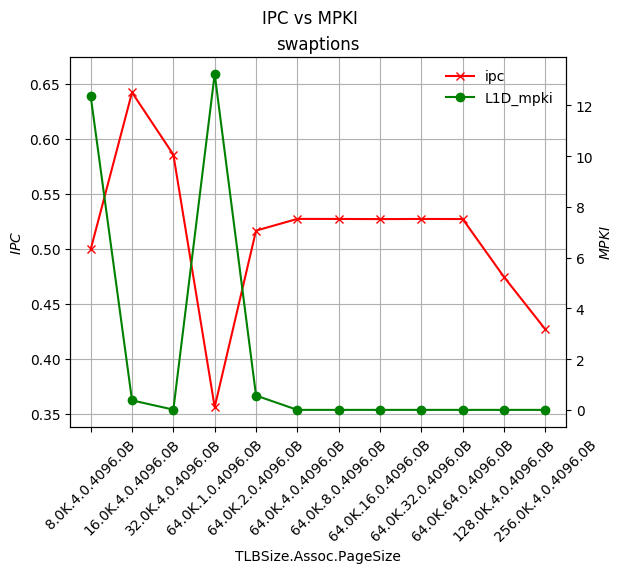 IPC vs MPKI
swaptions
ipc
L1D_mpki
0.65
0.60
0.55
0.50
0.45
0.40
0.35
IPC
12
10
8
6
4
2
0
MPKI
8.0K.4.0.4096.0B
16.0K.4.0.4096.0B
32.0K.4.0.4096.0B
64.0K.1.0.4096.0B
64.0K.2.0.4096.0B
64.0K.4.0.4096.0B
64.0K.8.0.4096.0B
64.0K.16.0.4096.0B
64.0K.32.0.4096.0B
64.0K.64.0.4096.0B
128.0K.4.0.4096.0B
256.0K.4.0.4096.0B
TLBSize.Assoc.PageSize